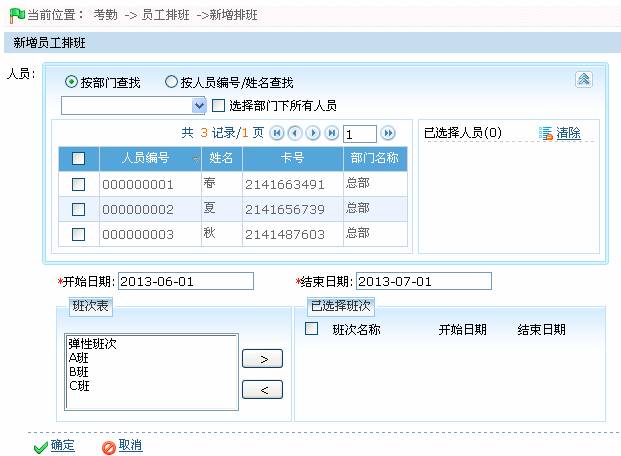 当前位置： 考勤 -> 员工排班 ->新增排班
新增员工排班
人员:
按部门查找 按人员编号/姓名查找
选择部门下所有人员
共 3 记录/1 页 1
已选择人员(0) 清除
人员编号 姓名 卡号 部门名称
000000001 春 2141663491 总部
000000002 夏 2141656739 总部
000000003 秋 2141487603 总部
*开始日期: 2013-06-01 *结束日期: 2013-07-01
班次表 已选择班次
班次名称 开始日期 结束日期
弹性班次
A班
B班
C班
>
<
确定 取消